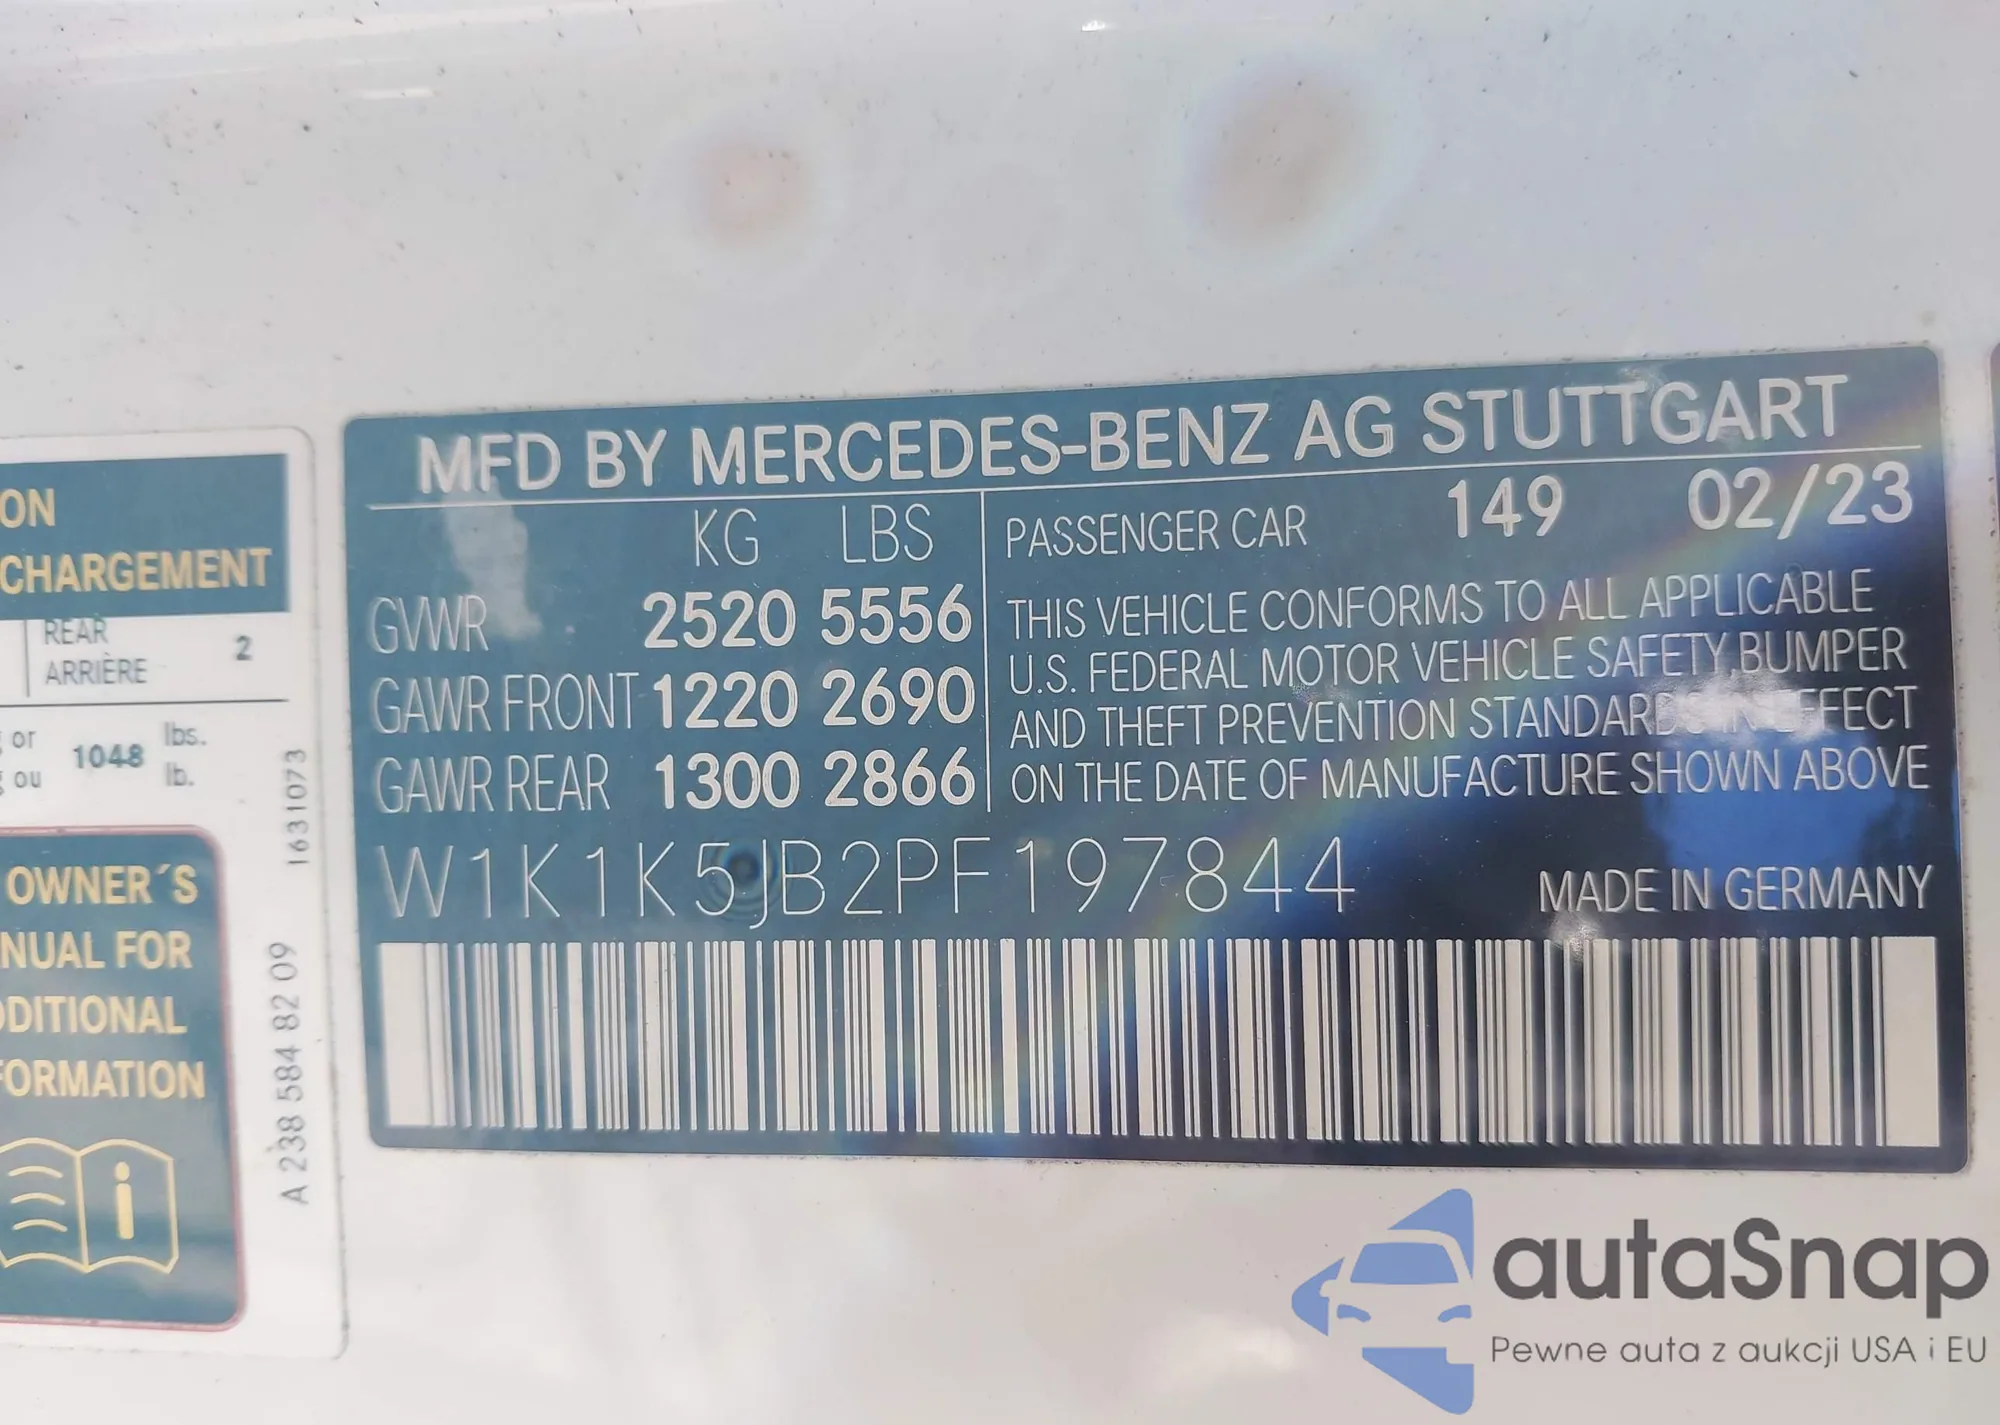 ON
CHARGEMENT
REAR
ARRIÈRE 2
or 1048 lbs.
ou lb.
1631073
A 238 584 82 09
OWNER´S
NUAL FOR
DDITIONAL
FORMATION
MFD BY MERCEDES-BENZ AG STUTTGART
KG LBS
GVWR 2520 5556
GAWR FRONT 1220 2690
GAWR REAR 1300 2866
PASSENGER CAR 149 02/23
THIS VEHICLE CONFORMS TO ALL APPLICABLE
U.S. FEDERAL MOTOR VEHICLE SAFETY, BUMPER
AND THEFT PREVENTION STANDARDS IN EFFECT
ON THE DATE OF MANUFACTURE SHOWN ABOVE
W1K1K5JB2PF197844
MADE IN GERMANY
autaSnap
Pewne auta z aukcji USA i EU